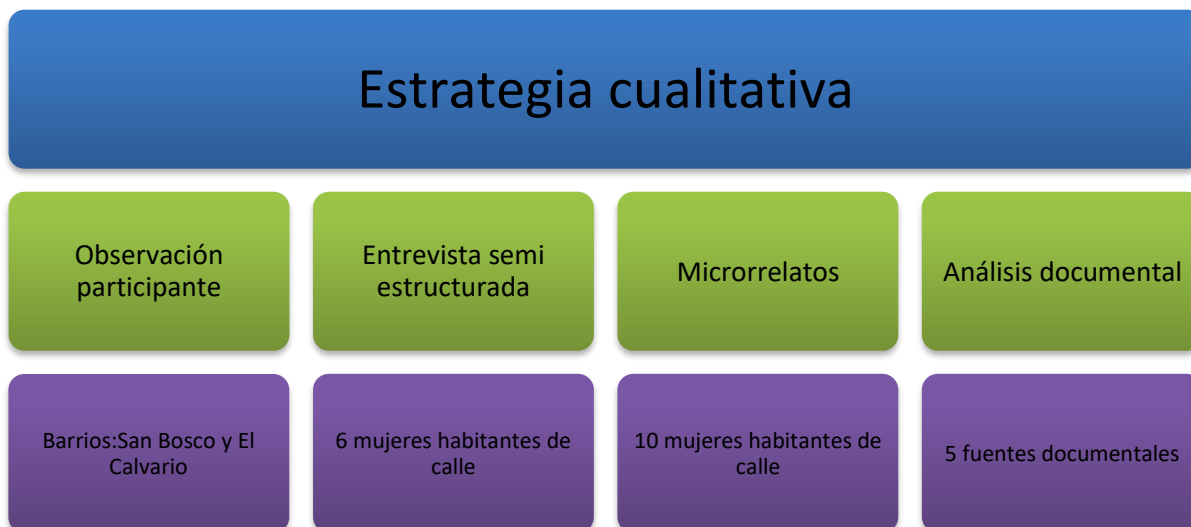 Estrategia cualitativa
Observación
participante
Entrevista semi
estructurada
Microrrelatos
Análisis documental
Barrios:San Bosco y El
Calvario
6 mujeres habitantes de
calle
10 mujeres habitantes de
calle
5 fuentes documentales